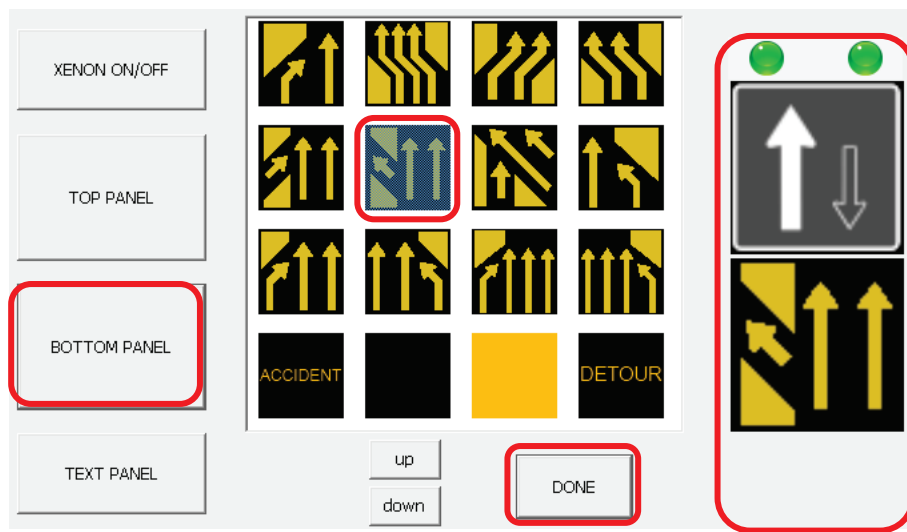 XENON ON/OFF
TOP PANEL
BOTTOM PANEL
TEXT PANEL
ACCIDENT
DETOUR
up
down
DONE